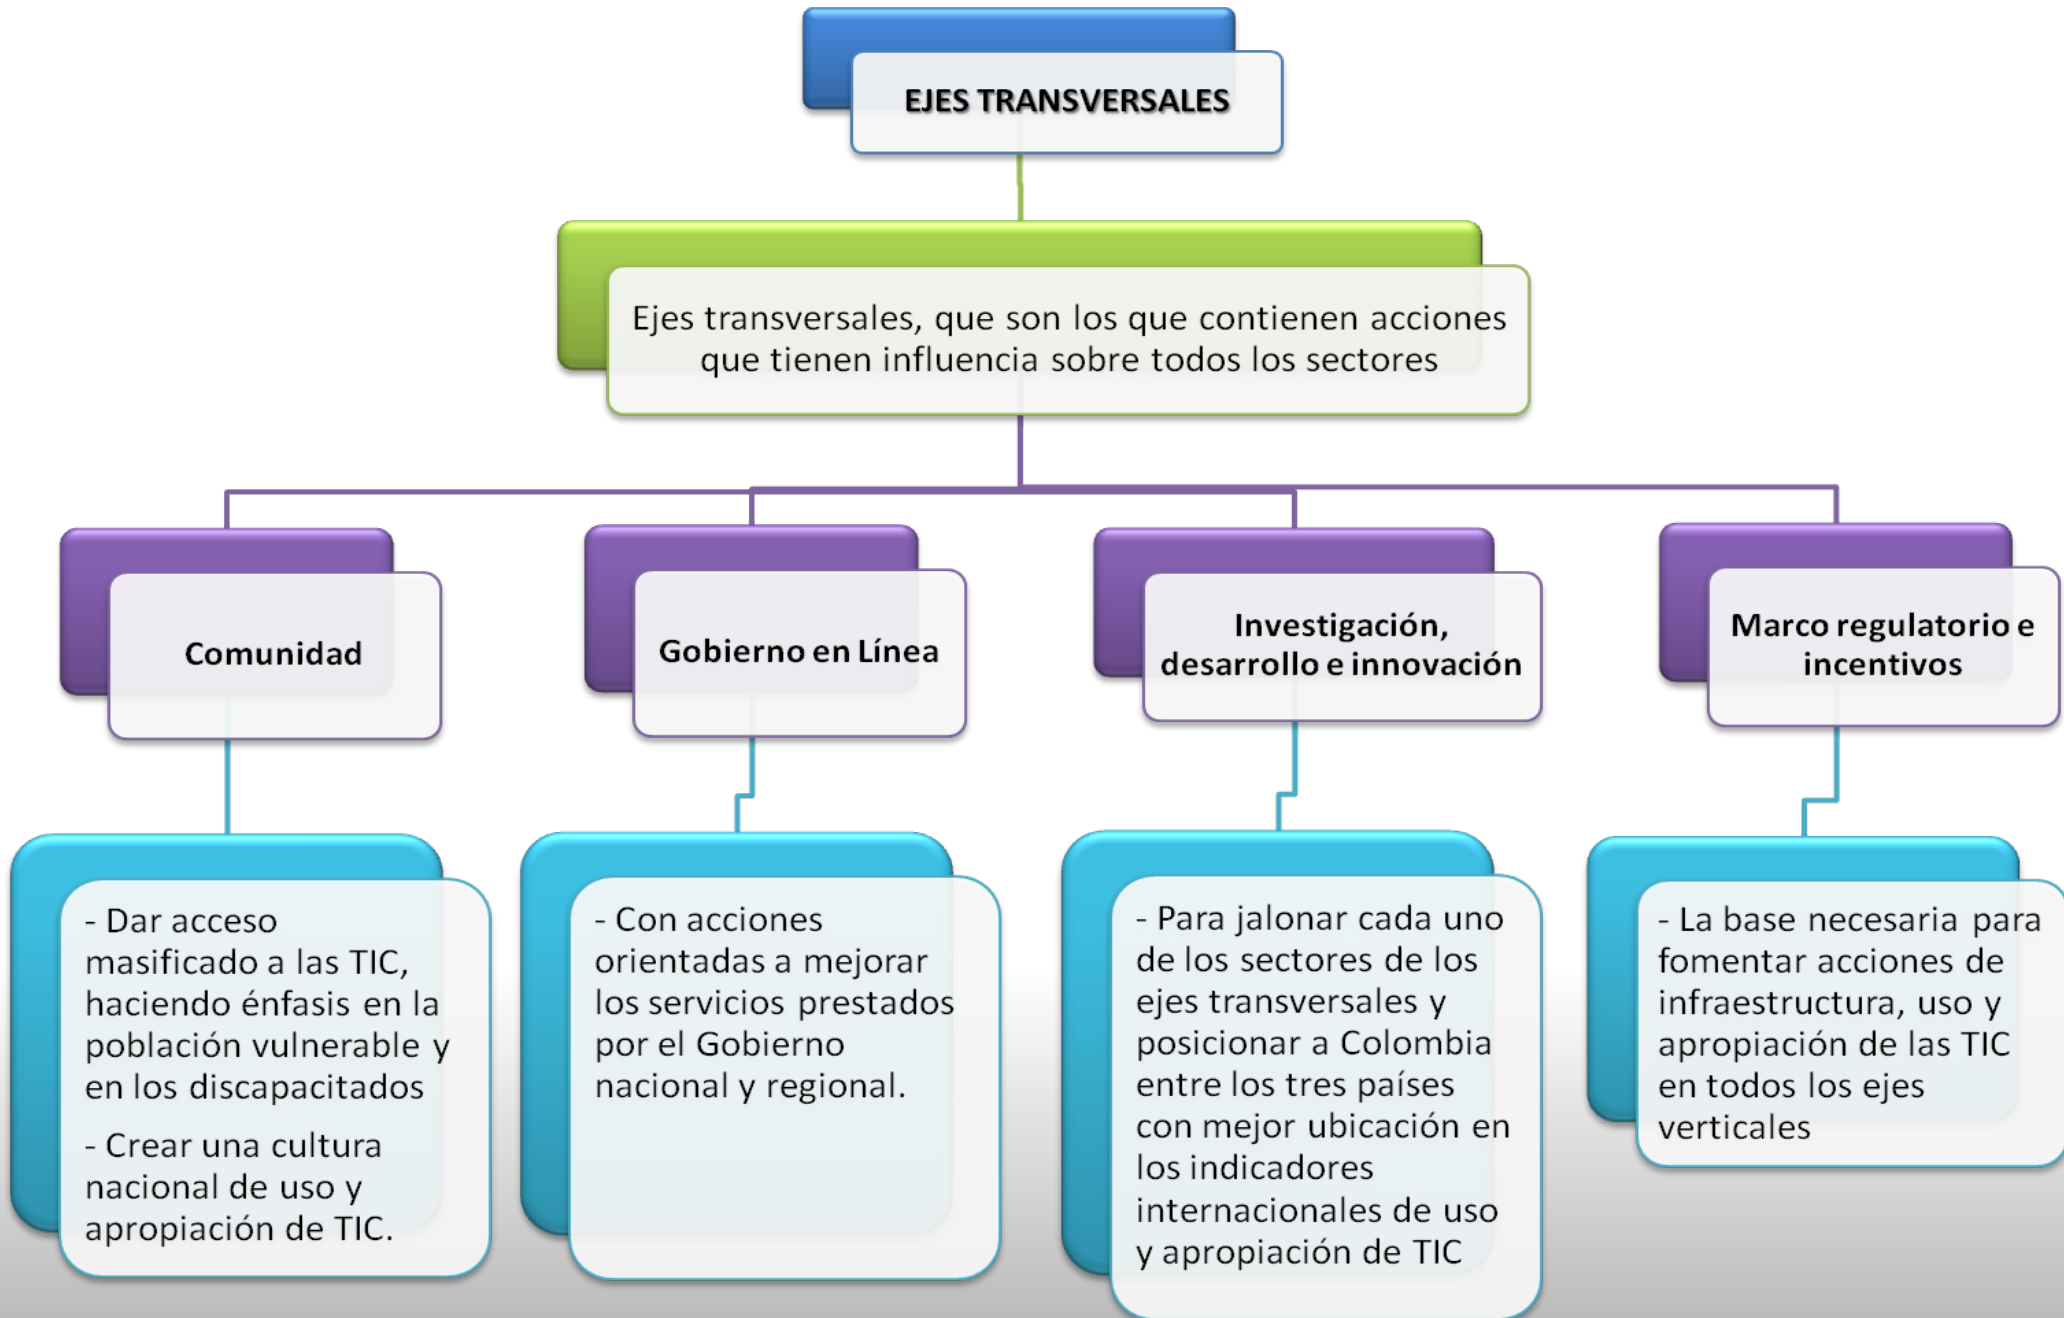 EJES TRANSVERSALES
Ejes transversales, que son los que contienen acciones
que tienen influencia sobre todos los sectores
Comunidad
Gobierno en Línea
Investigación,
desarrollo e innovación
Marco regulatorio e
incentivos
- Dar acceso
masificado a las TIC,
haciendo énfasis en la
población vulnerable y
en los discapacitados
- Crear una cultura
nacional de uso y
apropiación de TIC.
- Con acciones
orientadas a mejorar
los servicios prestados
por el Gobierno
nacional y regional.
- Para jalonar cada uno
de los sectores de los
ejes transversales y
posicionar a Colombia
entre los tres países
con mejor ubicación en
los indicadores
internacionales de uso
y apropiación de TIC
- La base necesaria para
fomentar acciones de
infraestructura, uso y
apropiación de las TIC
en todos los ejes
verticales